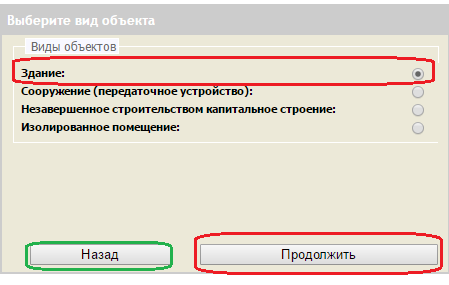 Выберите вид объекта
Виды объектов
Здание:
Сооружение (передаточное устройство):
Незавершенное строительством капитальное строение:
Изолированное помещение:
Назад Продолжить